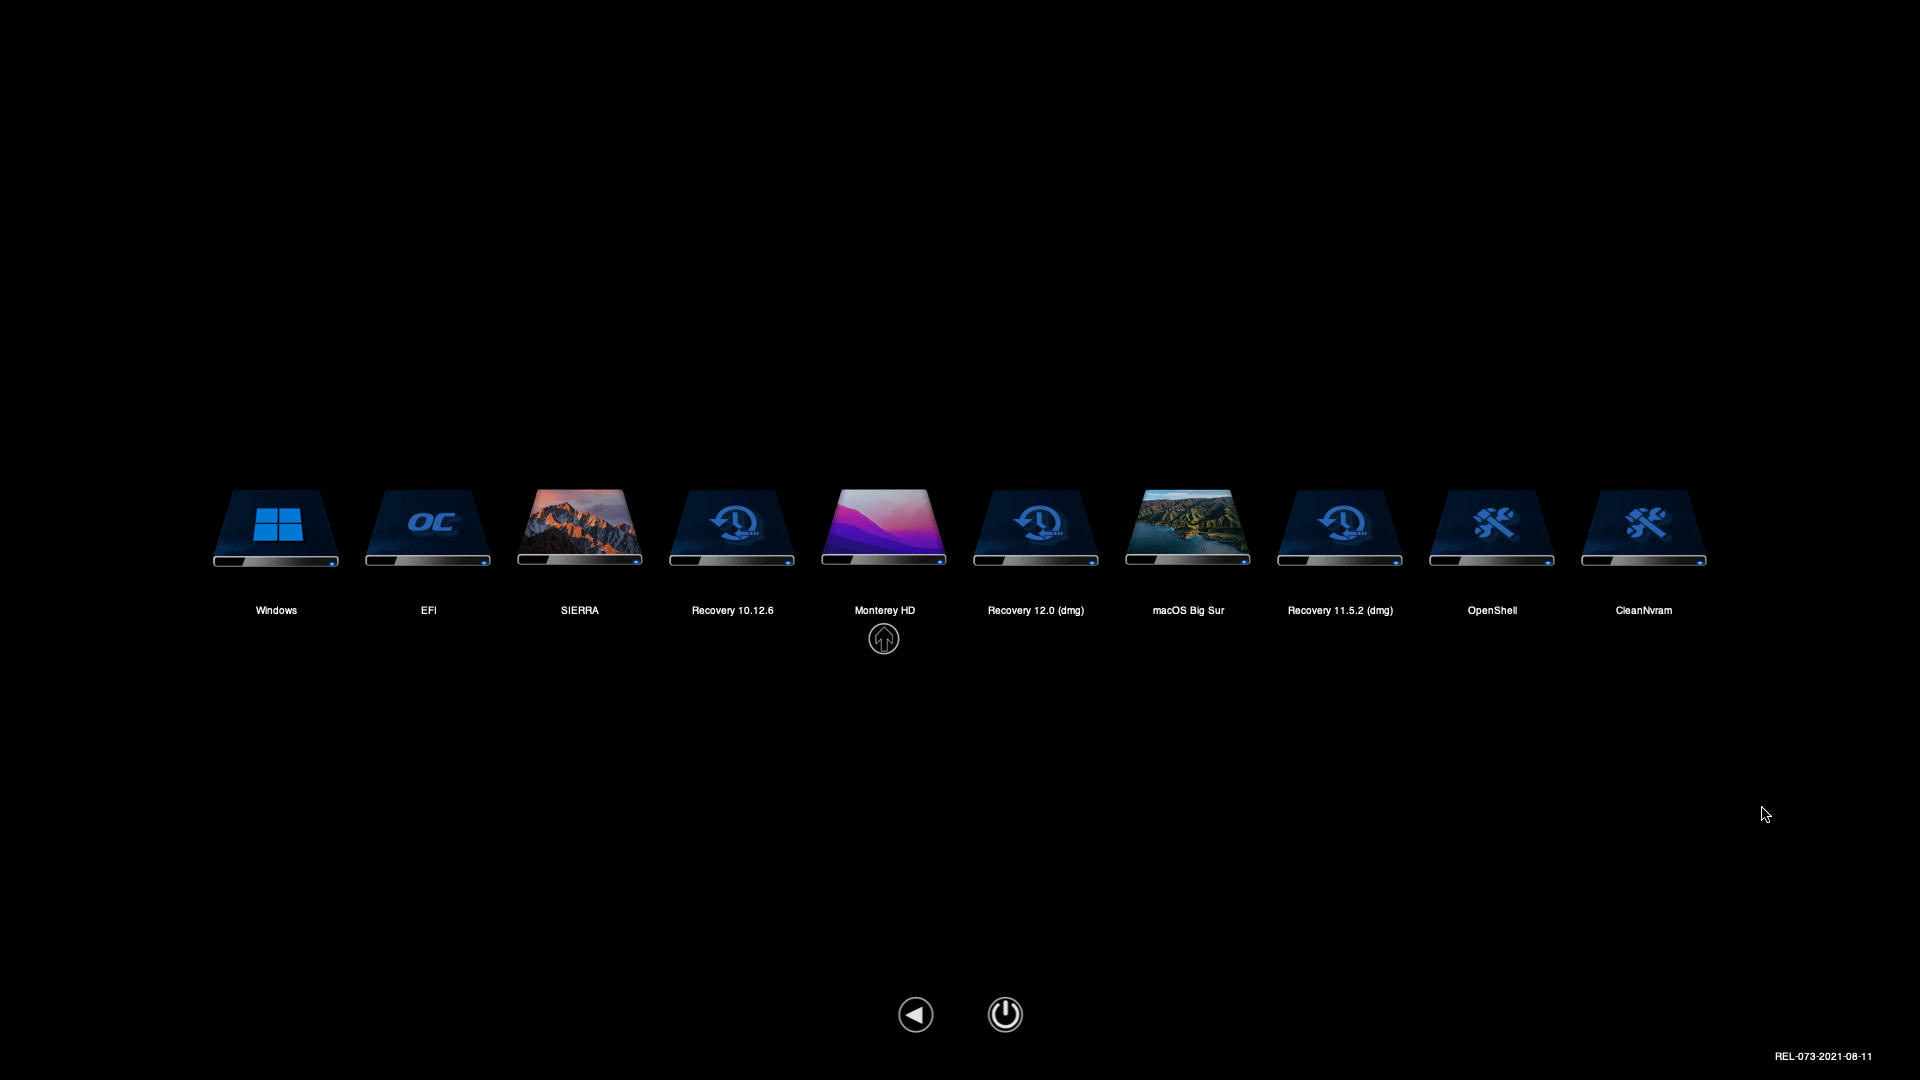 OC
Windows
EFI
SIERRA
Recovery 10.12.6
Monterey HD
Recovery 12.0 (dmg)
macOS Big Sur
Recovery 11.5.2 (dmg)
OpenShell
CleanNvram
REL-073-2021-08-11